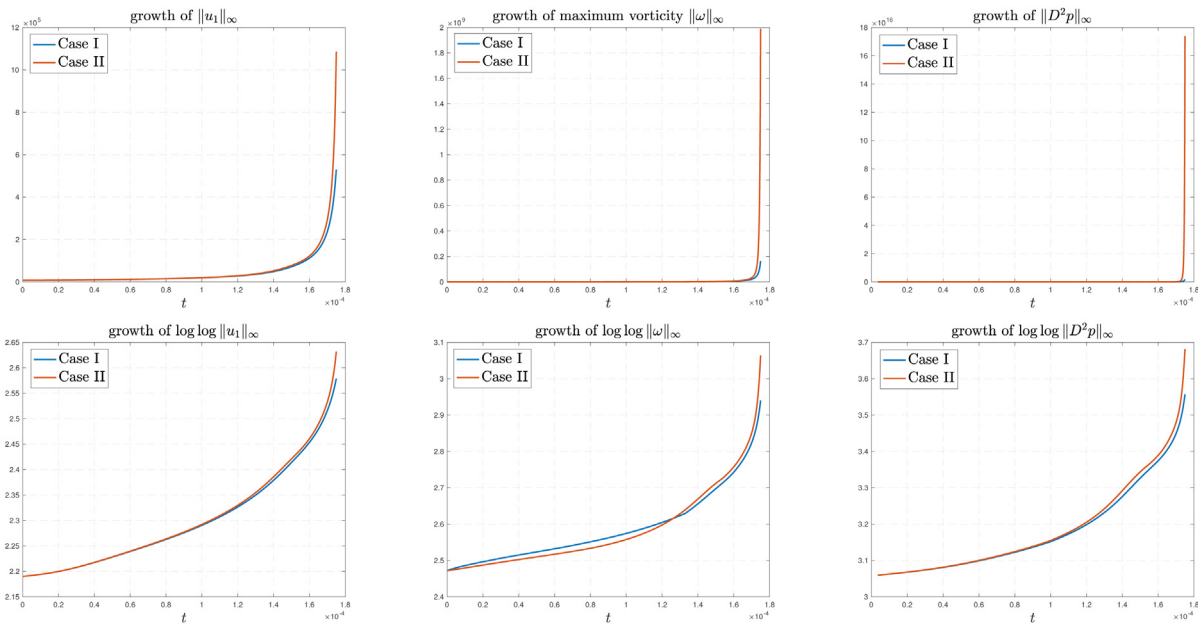 growth of ‖u₁‖∞
×10⁵
12
10
8
6
4
2
0
Case I
Case II
0 0.2 0.4 0.6 0.8 1 1.2 1.4 1.6 1.8
×10⁻⁴
t
growth of maximum vorticity ‖ω‖∞
×10⁹
2
1.8
1.6
1.4
1.2
1
0.8
0.6
0.4
0.2
0
Case I
Case II
0 0.2 0.4 0.6 0.8 1 1.2 1.4 1.6 1.8
×10⁻⁴
t
growth of ‖D²p‖∞
×10¹⁶
18
16
14
12
10
8
6
4
2
0
Case I
Case II
0 0.2 0.4 0.6 0.8 1 1.2 1.4 1.6 1.8
×10⁻⁴
t
growth of log log ‖u₁‖∞
2.65
2.6
2.55
2.5
2.45
2.4
2.35
2.3
2.25
2.2
2.15
Case I
Case II
0 0.2 0.4 0.6 0.8 1 1.2 1.4 1.6 1.8
×10⁻⁴
t
growth of log log ‖ω‖∞
3.1
3
2.9
2.8
2.7
2.6
2.5
2.4
Case I
Case II
0 0.2 0.4 0.6 0.8 1 1.2 1.4 1.6 1.8
×10⁻⁴
t
growth of log log ‖D²p‖∞
3.7
3.6
3.5
3.4
3.3
3.2
3.1
3
Case I
Case II
0 0.2 0.4 0.6 0.8 1 1.2 1.4 1.6 1.8
×10⁻⁴
t